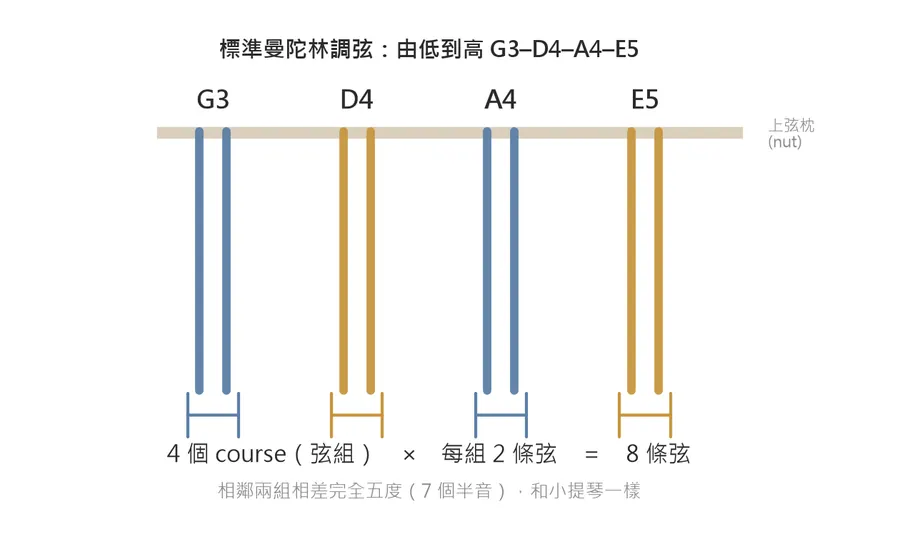 標準曼陀林調弦：由低到高 G3–D4–A4–E5
G3 D4 A4 E5
上弦枕
(nut)
4 個 course（弦組） × 每組 2 條弦 = 8 條弦
相鄰兩組相差完全五度（7 個半音），和小提琴一樣